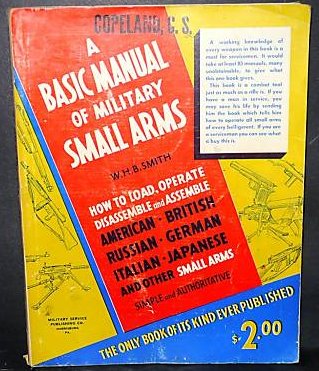 COPELAND, C. S.
A
BASIC MANUAL
OF MILITARY
SMALL ARMS
W.H.B. SMITH
HOW TO LOAD, OPERATE
DISASSEMBLE and ASSEMBLE
AMERICAN · BRITISH
RUSSIAN · GERMAN
ITALIAN · JAPANESE
AND OTHER SMALL ARMS
SIMPLE and AUTHORITATIVE
A working knowledge of
every weapon in this book is a
must for servicemen. It would
take at least 83 manuals, many
unobtainable, to give what
this one book gives.
This book is a combat tool
just as much as a rifle is. If you
have a man in service, you
may save his life by sending
him the book which tells him
how to operate all small arms
of every belligerent. If you are
a serviceman you can see what
a buy this is.
MILITARY SERVICE
PUBLISHING CO.
HARRISBURG
PA.
THE ONLY BOOK OF ITS KIND EVER PUBLISHED
$2.00